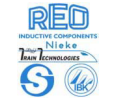 REO
INDUCTIVE COMPONENTS
Nieke
TRAIN TECHNOLOGIES
S
IBK